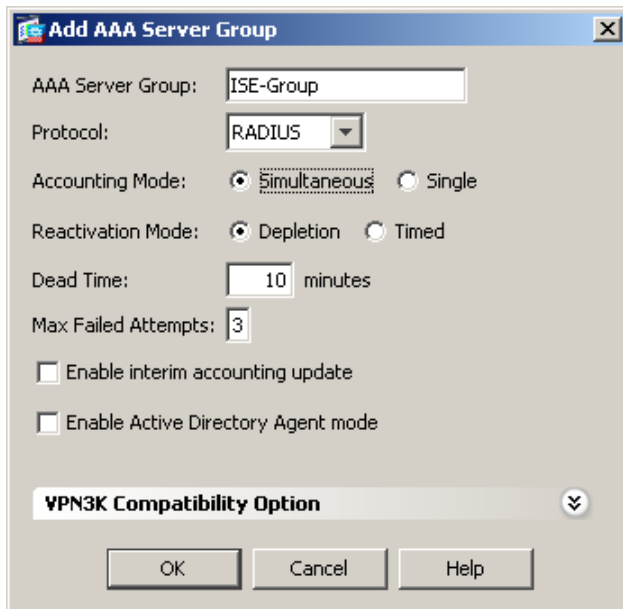 Add AAA Server Group
AAA Server Group: ISE-Group
Protocol: RADIUS
Accounting Mode: Simultaneous Single
Reactivation Mode: Depletion Timed
Dead Time: 10 minutes
Max Failed Attempts: 3
Enable interim accounting update
Enable Active Directory Agent mode
VPN3K Compatibility Option
OK Cancel Help